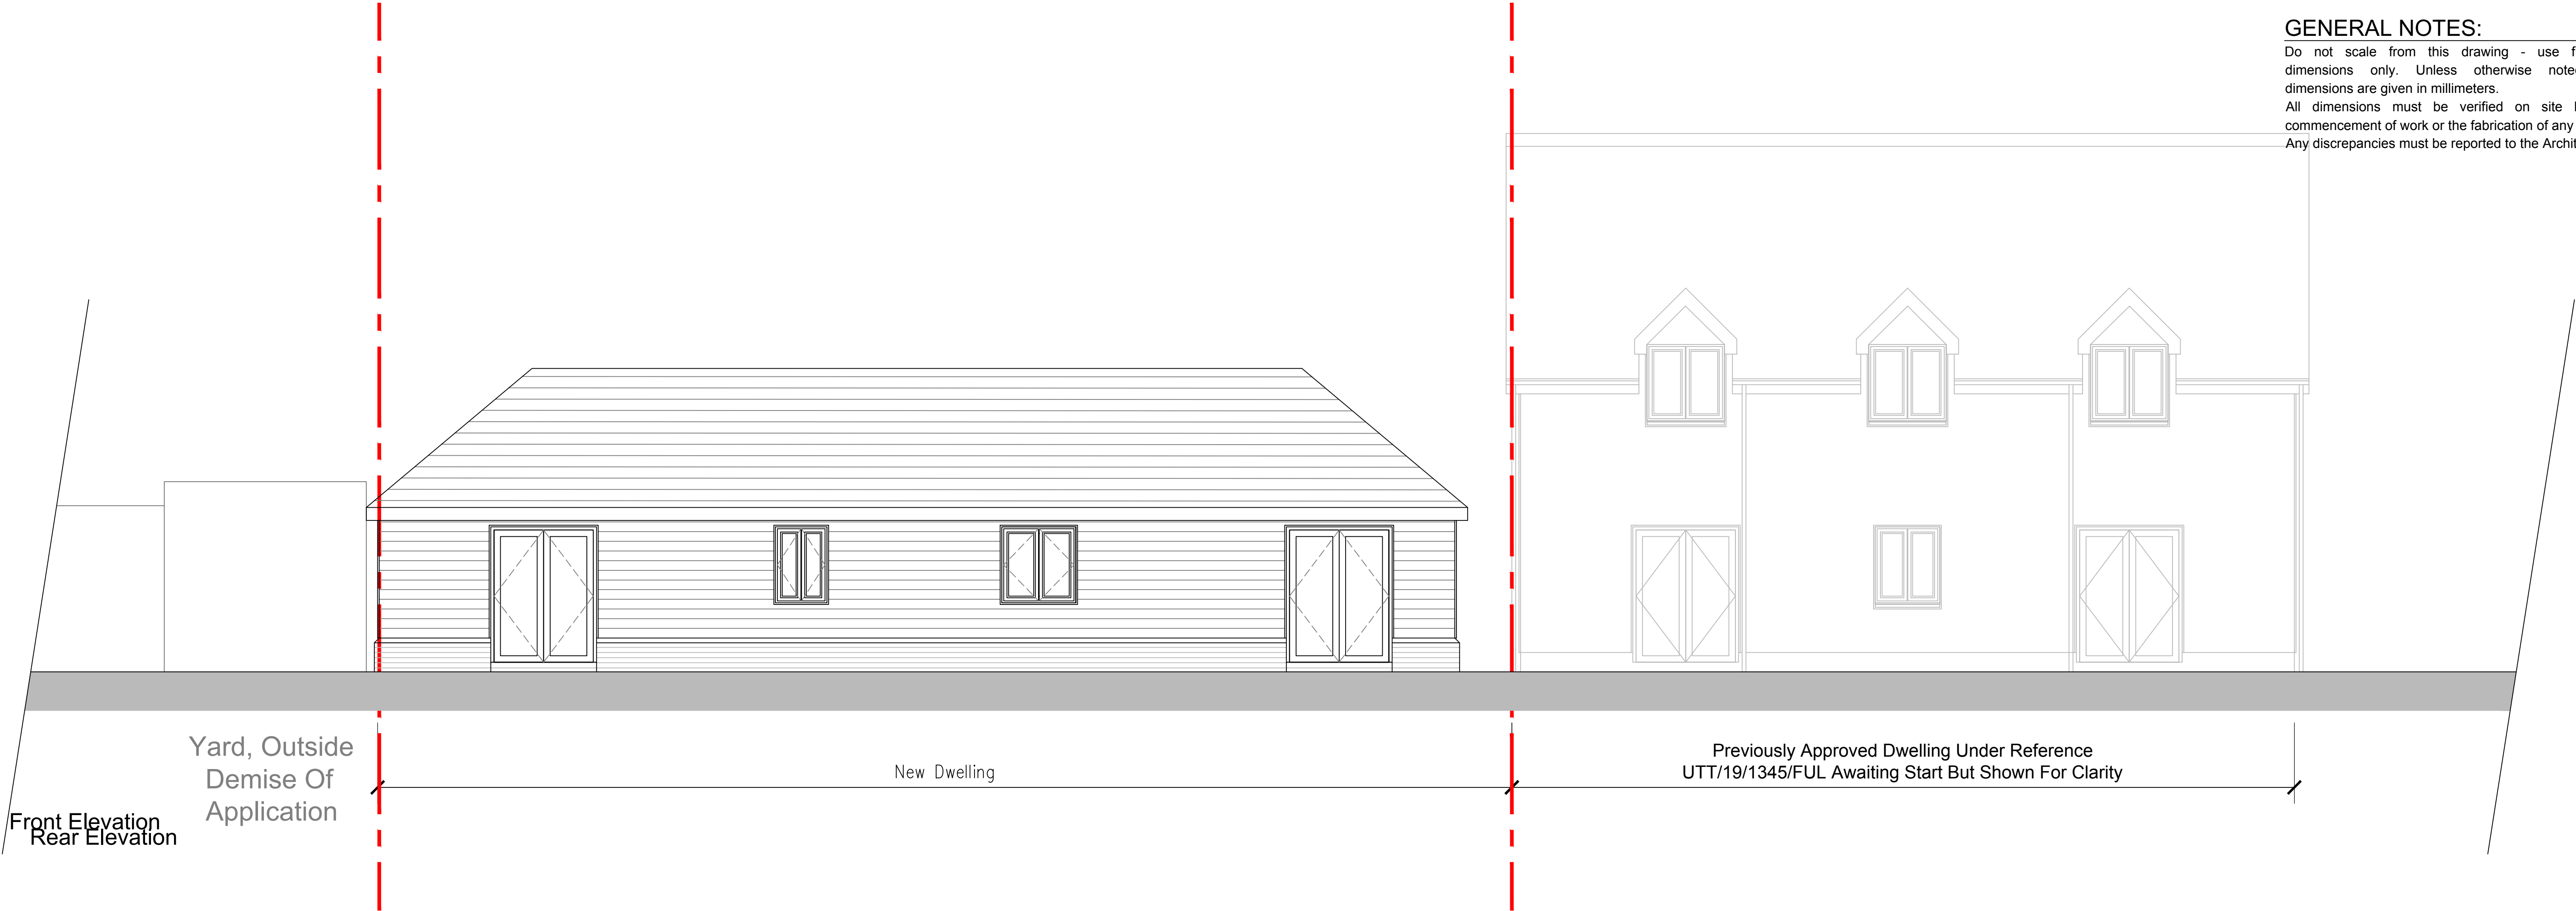 GENERAL NOTES:
Do not scale from this drawing - use
dimensions only. Unless otherwise
dimensions are given in millimeters.
All dimensions must be verified on site
commencement of work or the fabrication of any
Any discrepancies must be reported to the
Yard, Outside
Demise Of
Application
New Dwelling
Previously Approved Dwelling Under Reference
UTT/19/1345/FUL Awaiting Start But Shown For Clarity
Front Elevation
Rear Elevation